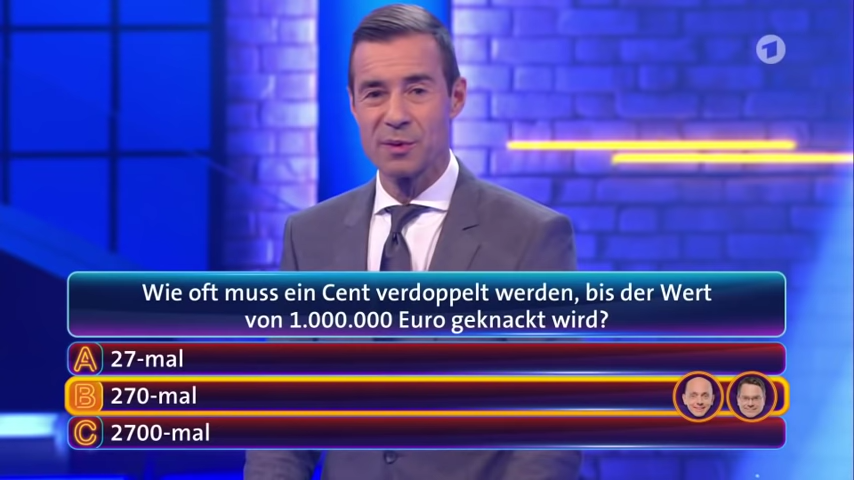 1
Wie oft muss ein Cent verdoppelt werden, bis der Wert
von 1.000.000 Euro geknackt wird?
A 27-mal
B 270-mal
C 2700-mal